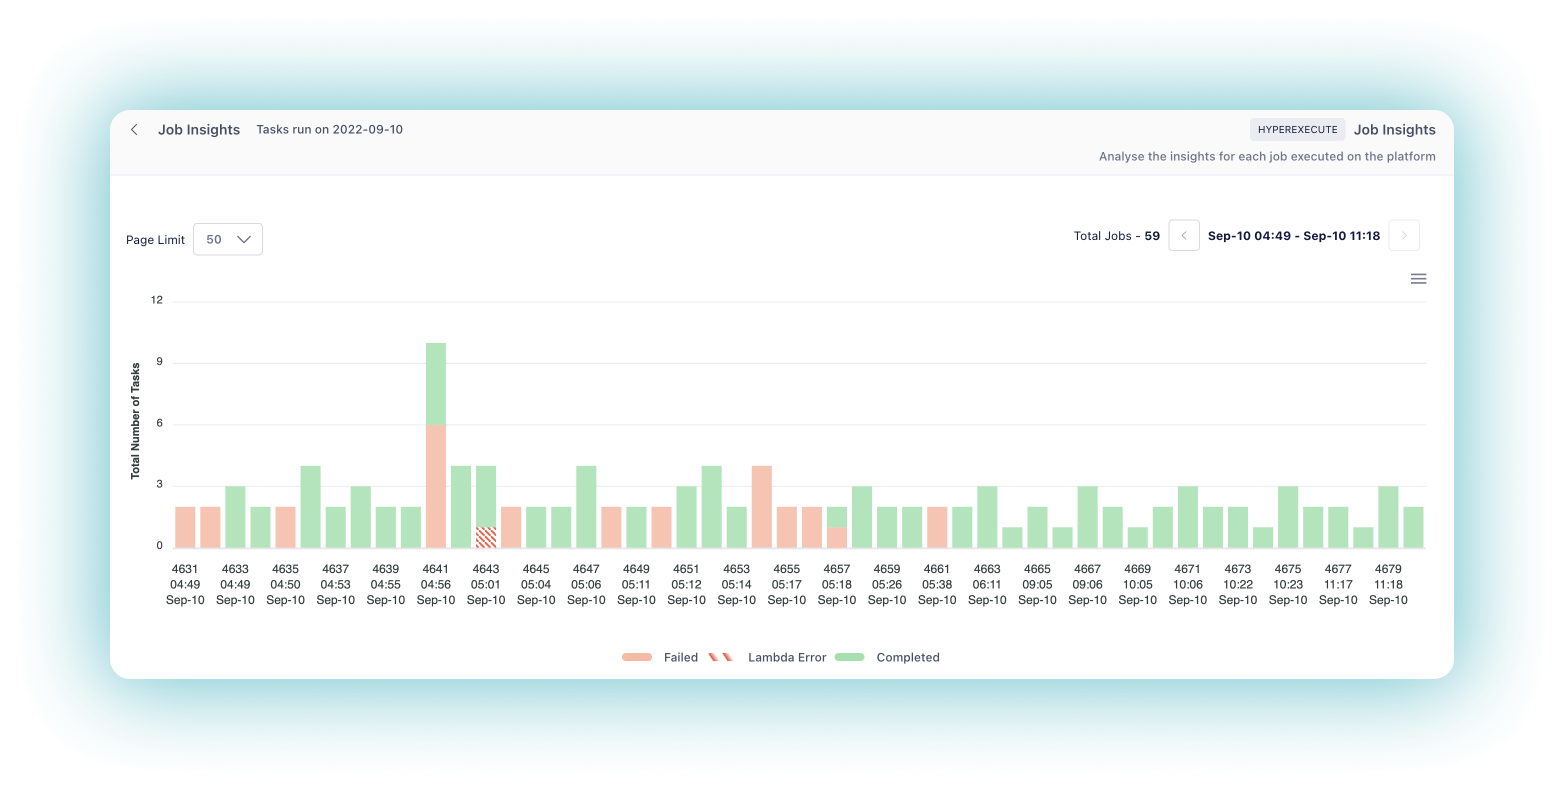 Job Insights Tasks run on 2022-09-10
HYPEREXECUTE Job Insights
Analyse the insights for each job executed on the platform
Page Limit 50
Total Jobs - 59 Sep-10 04:49 - Sep-10 11:18
Total Number of Tasks
12
9
6
3
0
4631 4633 4635 4637 4639 4641 4643 4645 4647 4649 4651 4653 4655 4657 4659 4661 4663 4665 4667 4669 4671 4673 4675 4677 4679
04:49 04:49 04:50 04:53 04:55 04:56 05:01 05:04 05:06 05:11 05:12 05:14 05:17 05:18 05:26 05:38 06:11 09:05 09:06 10:05 10:06 10:22 10:23 11:17 11:18
Sep-10 Sep-10 Sep-10 Sep-10 Sep-10 Sep-10 Sep-10 Sep-10 Sep-10 Sep-10 Sep-10 Sep-10 Sep-10 Sep-10 Sep-10 Sep-10 Sep-10 Sep-10 Sep-10 Sep-10 Sep-10 Sep-10 Sep-10 Sep-10 Sep-10
Failed Lambda Error Completed